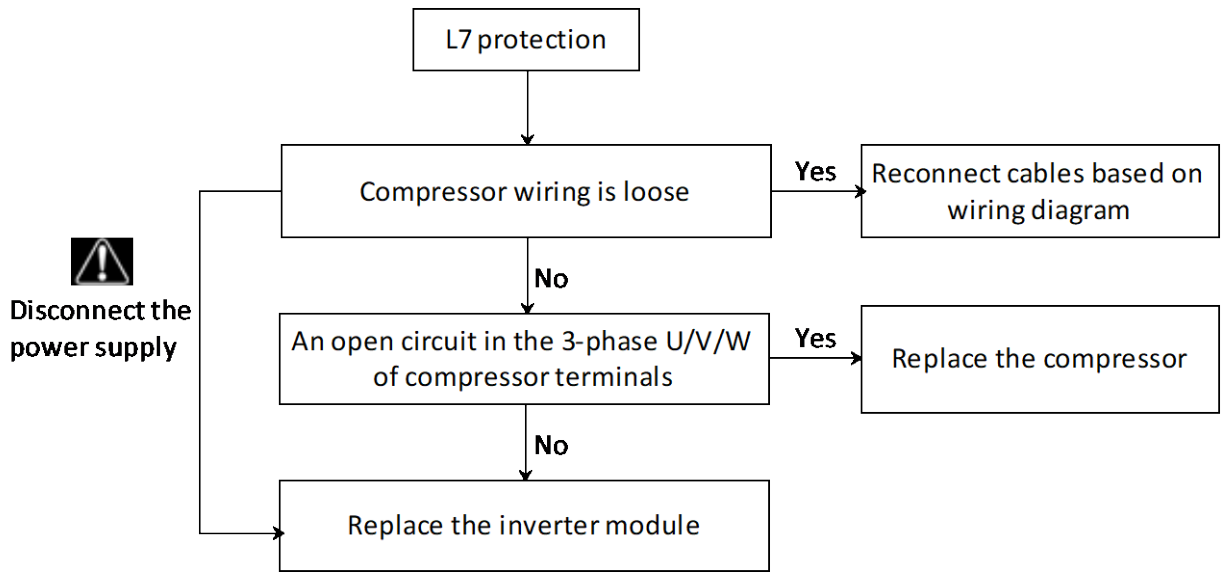 L7 protection
Compressor wiring is loose
Yes
Reconnect cables based on
wiring diagram
No
Disconnect the
power supply
An open circuit in the 3-phase U/V/W
of compressor terminals
Yes
Replace the compressor
No
Replace the inverter module